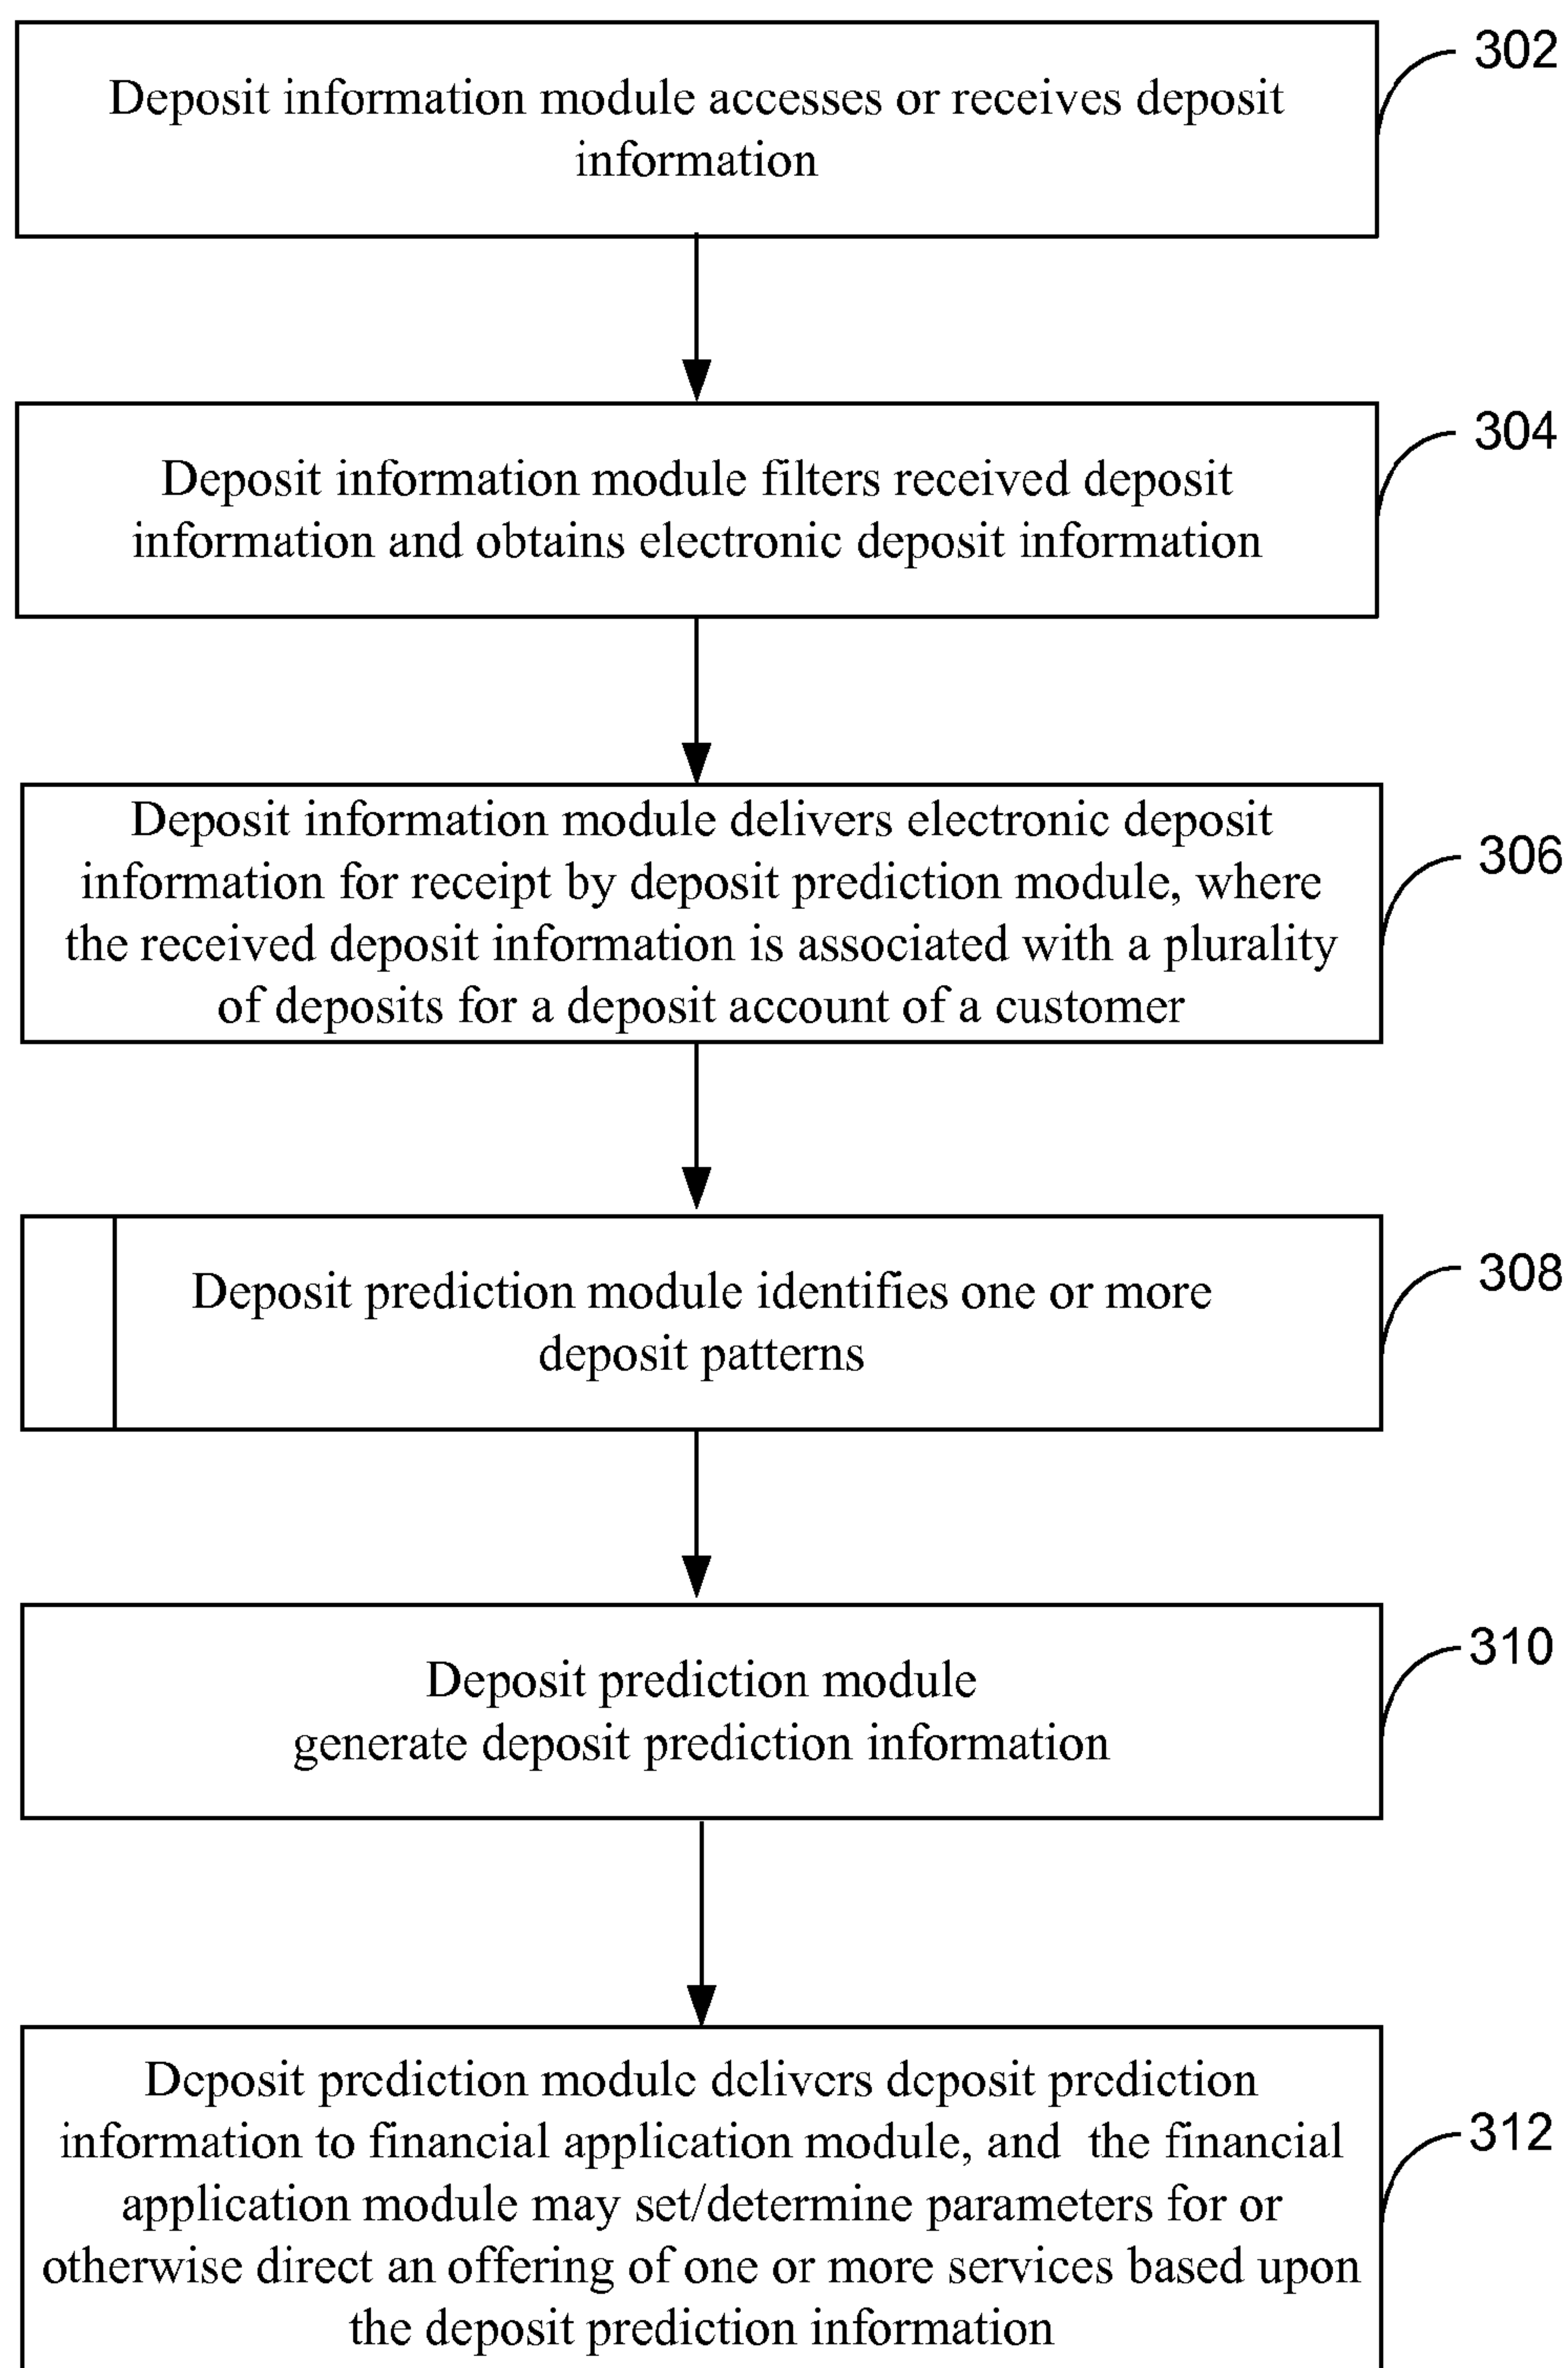 Deposit information module accesses or receives deposit
information
302
Deposit information module filters received deposit
information and obtains electronic deposit information
304
Deposit information module delivers electronic deposit
information for receipt by deposit prediction module, where
the received deposit information is associated with a plurality
of deposits for a deposit account of a customer
306
Deposit prediction module identifies one or more
deposit patterns
308
Deposit prediction module
generate deposit prediction information
310
Deposit prediction module delivers deposit prediction
information to financial application module, and the financial
application module may set/determine parameters for or
otherwise direct an offering of one or more services based upon
the deposit prediction information
312